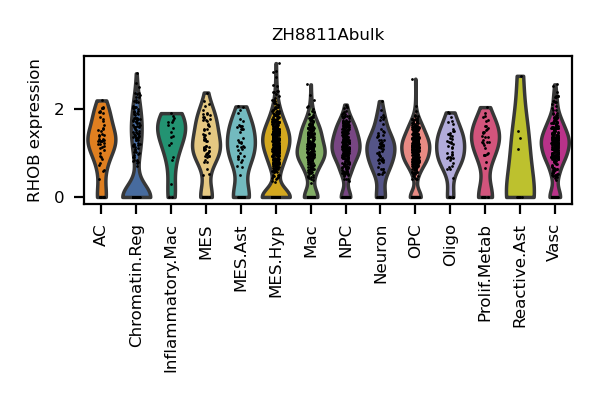 ZH8811Abulk
RHOB expression
2
0
AC
Chromatin.Reg
Inflammatory.Mac
MES
MES.Ast
MES.Hyp
Mac
NPC
Neuron
OPC
Oligo
Prolif.Metab
Reactive.Ast
Vasc